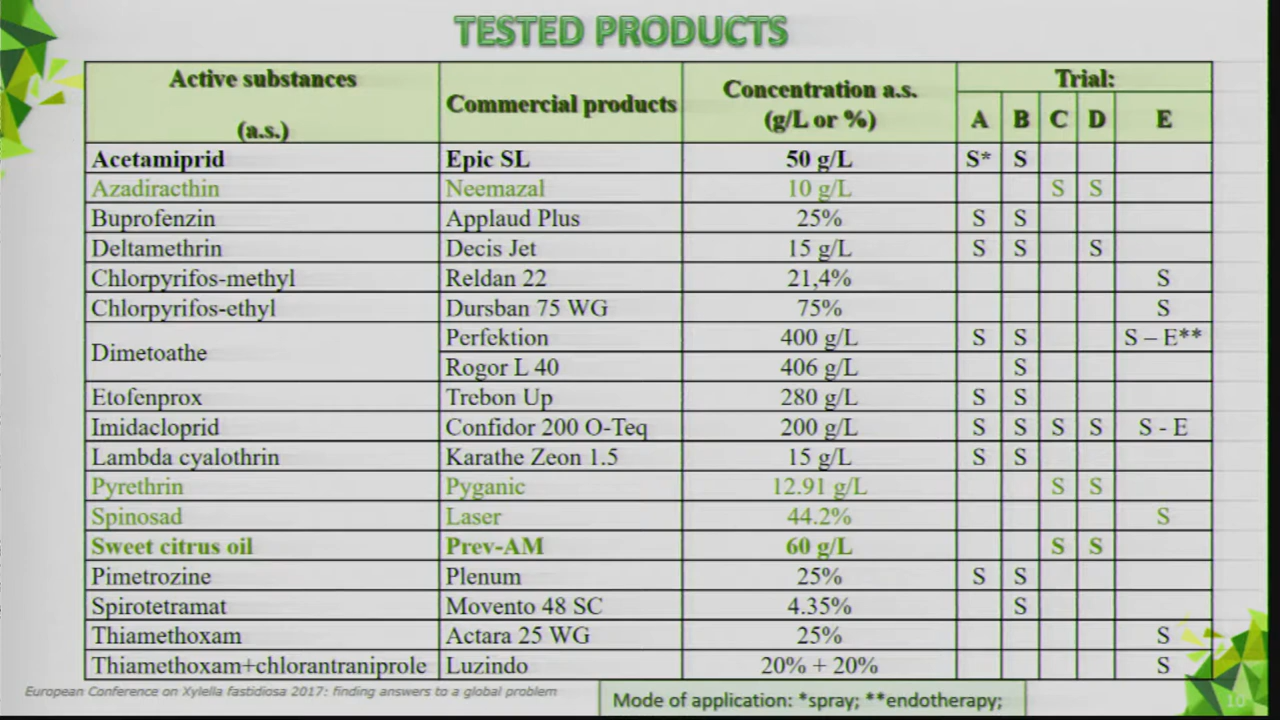 TESTED PRODUCTS
Active substances (a.s.) Commercial products Concentration a.s. (g/L or %) Trial:
A B C D E
Acetamiprid Epic SL 50 g/L S* S
Azadiracthin Neemazal 10 g/L S S
Buprofenzin Applaud Plus 25% S S
Deltamethrin Decis Jet 15 g/L S S S
Chlorpyrifos-methyl Reldan 22 21,4% S
Chlorpyrifos-ethyl Dursban 75 WG 75% S
Dimetoathe Perfektion 400 g/L S S S – E**
Rogor L 40 406 g/L S
Etofenprox Trebon Up 280 g/L S S
Imidacloprid Confidor 200 O-Teq 200 g/L S S S S S - E
Lambda cyalothrin Karathe Zeon 1.5 15 g/L S S
Pyrethrin Pyganic 12.91 g/L S S
Spinosad Laser 44.2% S
Sweet citrus oil Prev-AM 60 g/L S S
Pimetrozine Plenum 25% S S
Spirotetramat Movento 48 SC 4.35% S
Thiamethoxam Actara 25 WG 25% S
Thiamethoxam+chlorantraniprole Luzindo 20% + 20% S
European Conference on Xylella fastidiosa 2017: finding answers to a global problem
Mode of application: *spray; **endotherapy;
10